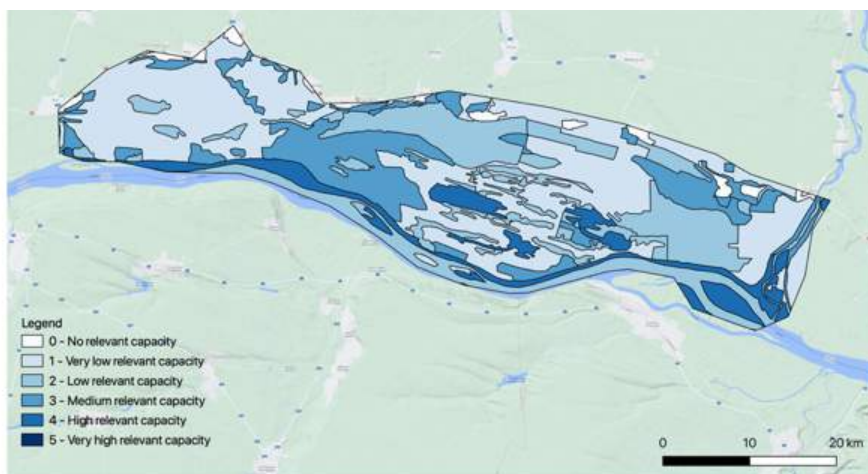 Legend
0 - No relevant capacity
1 - Very low relevant capacity
2 - Low relevant capacity
3 - Medium relevant capacity
4 - High relevant capacity
5 - Very high relevant capacity
0 10 20 km